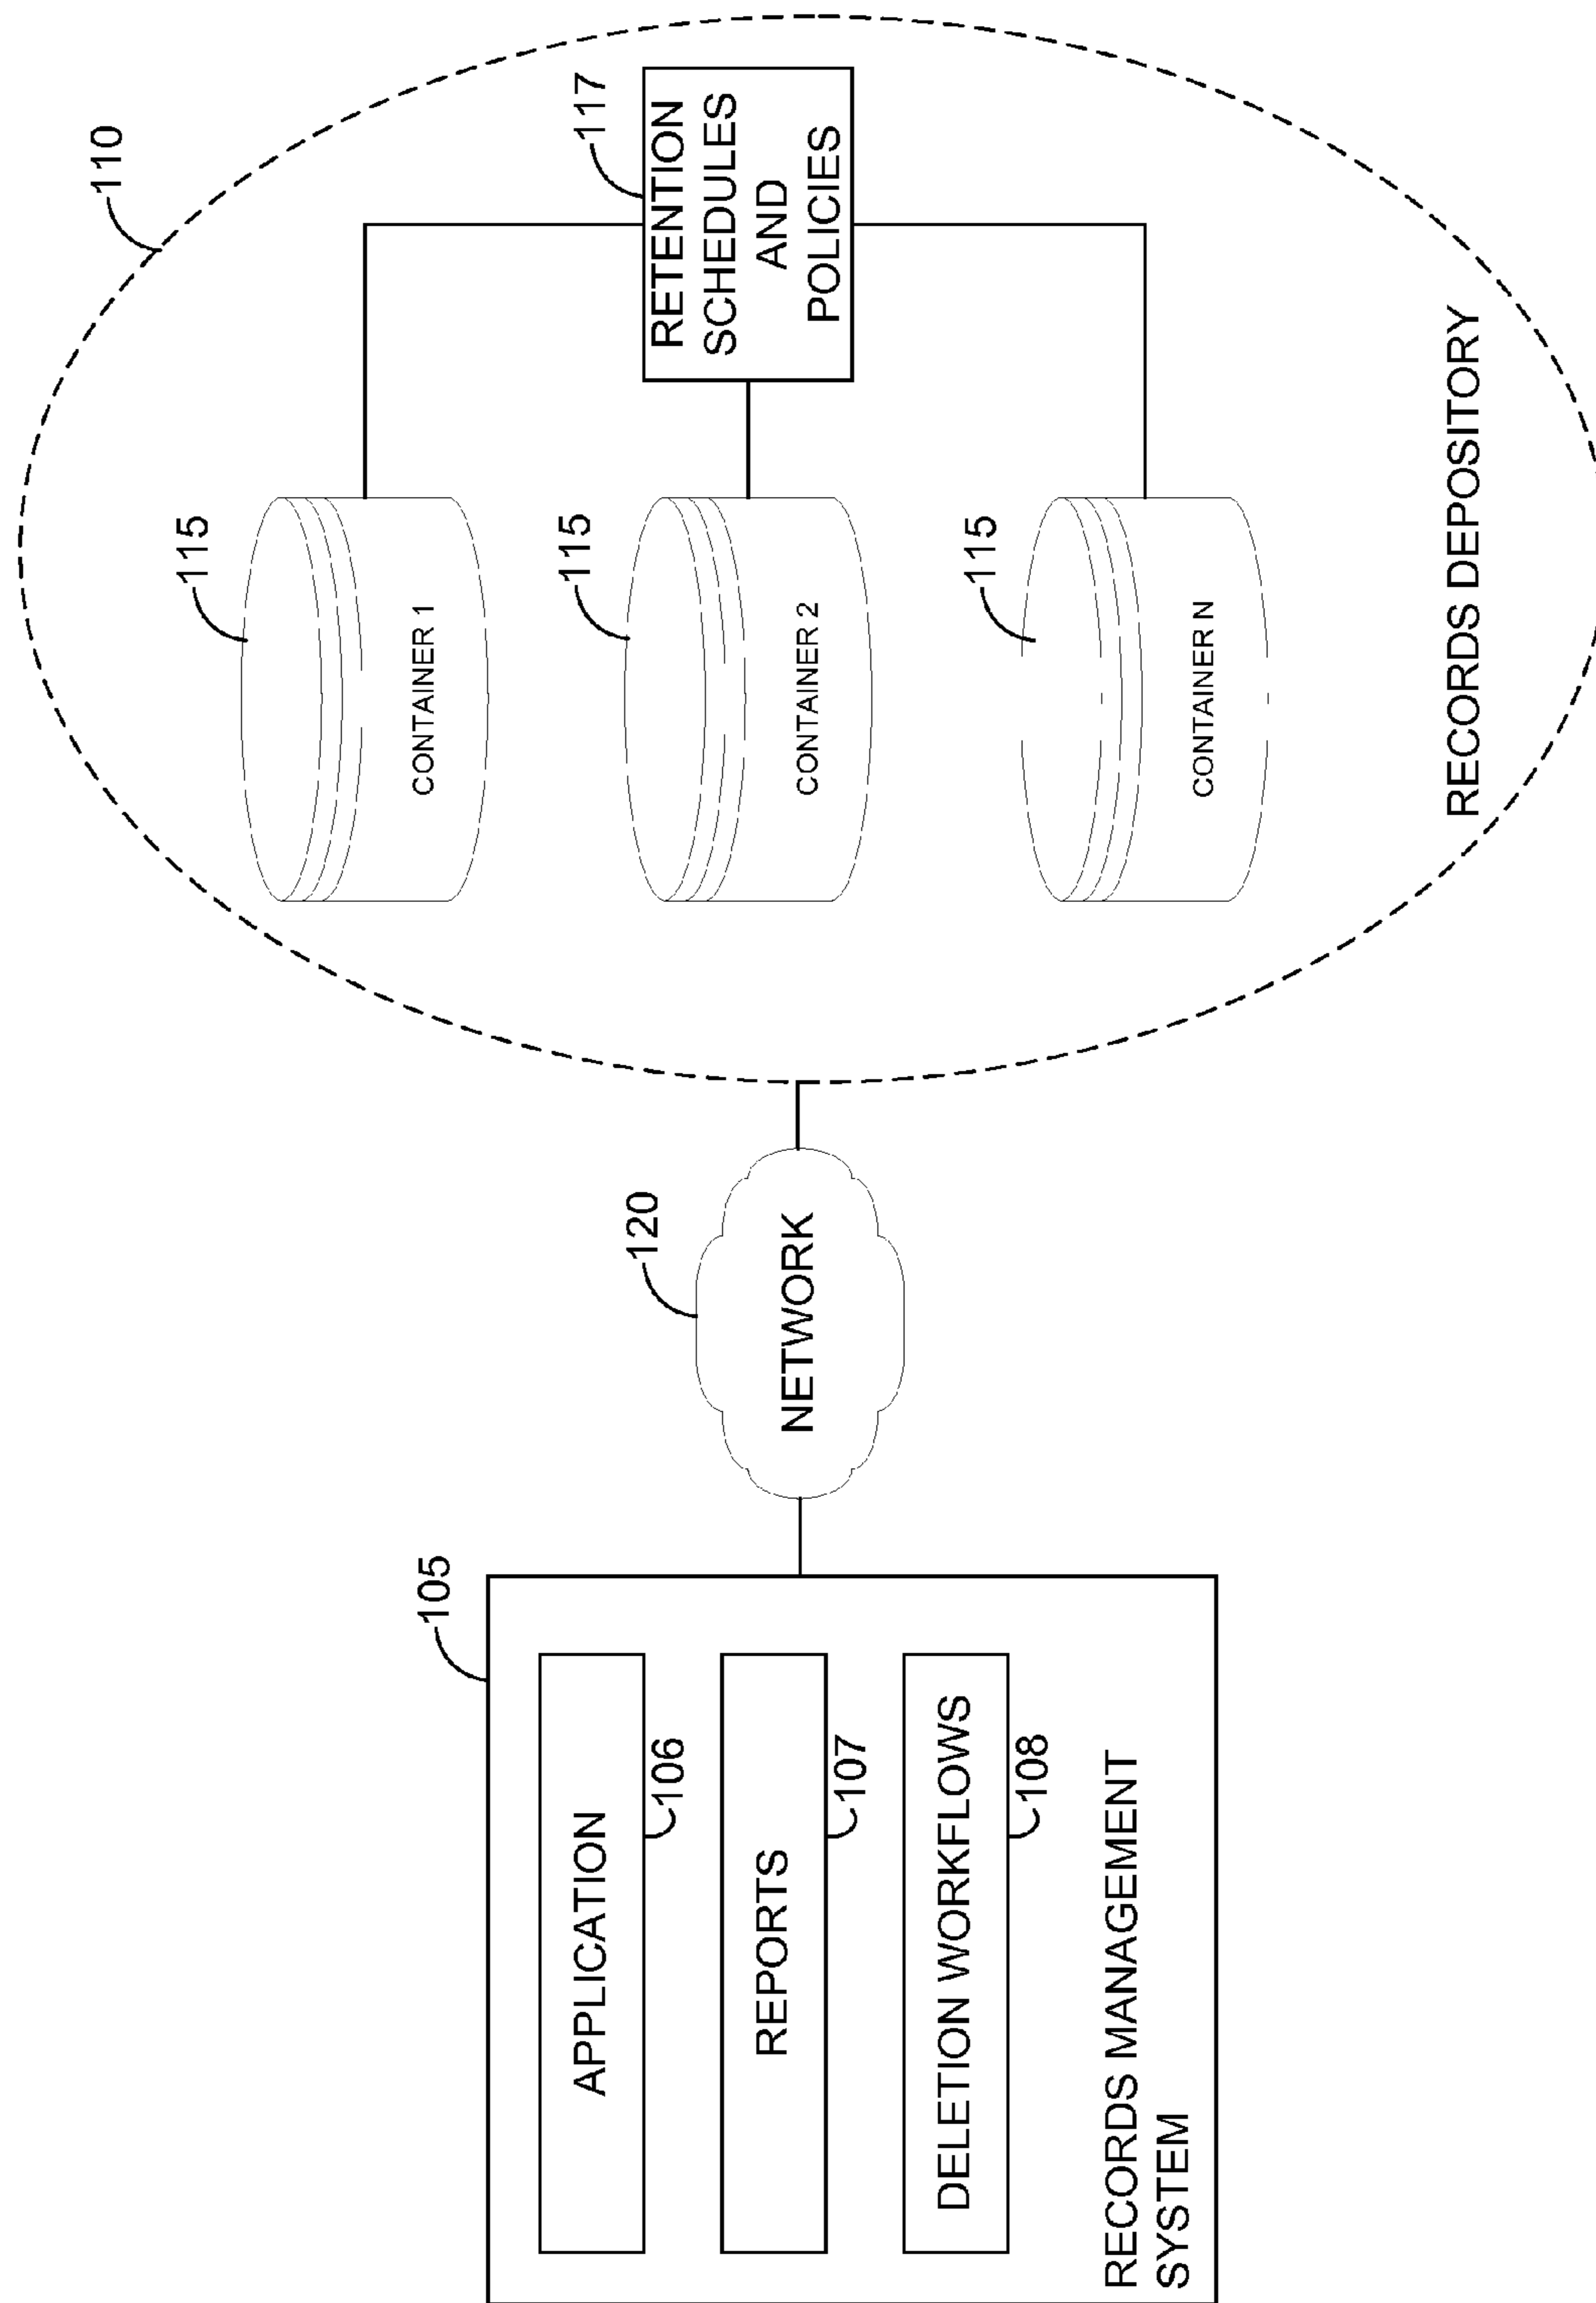 105
APPLICATION
106
REPORTS
107
DELETION WORKFLOWS
108
RECORDS MANAGEMENT
SYSTEM
120
NETWORK
110
115
CONTAINER 1
115
CONTAINER 2
115
CONTAINER N
117
RETENTION
SCHEDULES
AND
POLICIES
RECORDS DEPOSITORY